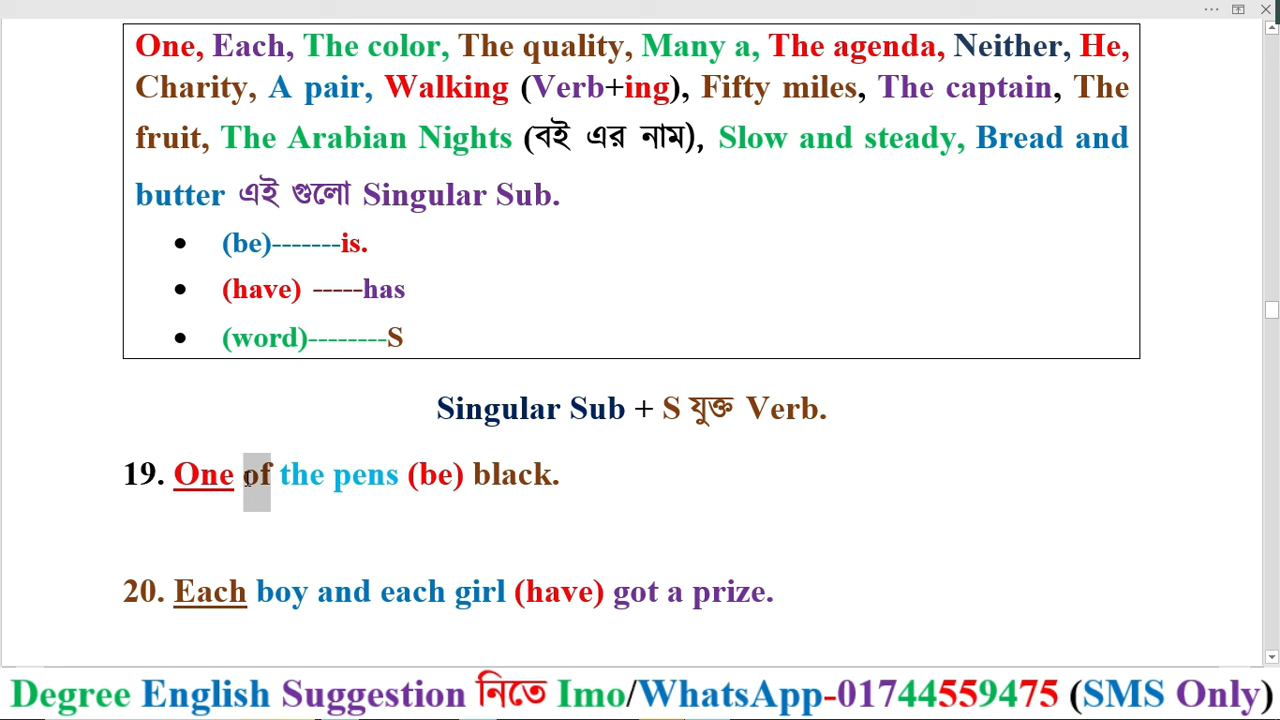 One, Each, The color, The quality, Many a, The agenda, Neither, He,
Charity, A pair, Walking (Verb+ing), Fifty miles, The captain, The
fruit, The Arabian Nights (বই এর নাম), Slow and steady, Bread and
butter এই গুলো Singular Sub.
• (be)-------is.
• (have) -----has
• (word)--------S
Singular Sub + S যুক্ত Verb.
19. One of the pens (be) black.
20. Each boy and each girl (have) got a prize.
Degree English Suggestion নিতে Imo/WhatsApp-01744559475 (SMS Only)